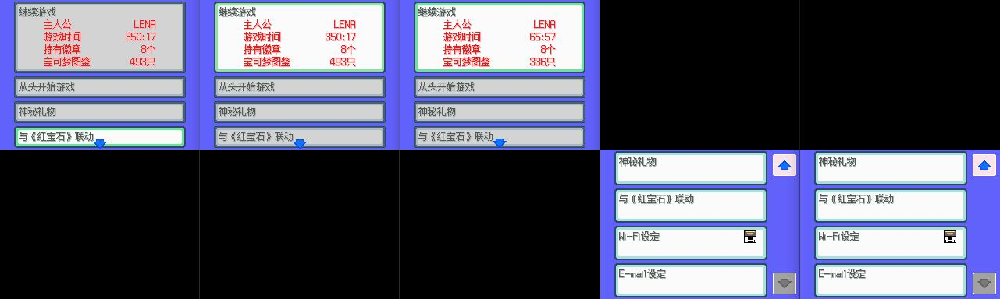 继续游戏
主人公 LENA
游戏时间 350:17
持有徽章 8个
宝可梦图鉴 493只
从头开始游戏
神秘礼物
与《红宝石》联动
继续游戏
主人公 LENA
游戏时间 350:17
持有徽章 8个
宝可梦图鉴 493只
从头开始游戏
神秘礼物
与《红宝石》联动
继续游戏
主人公 LENA
游戏时间 65:57
持有徽章 8个
宝可梦图鉴 336只
从头开始游戏
神秘礼物
与《红宝石》联动
神秘礼物
与《红宝石》联动
Wi-Fi设定
E-mail设定
神秘礼物
与《红宝石》联动
Wi-Fi设定
E-mail设定